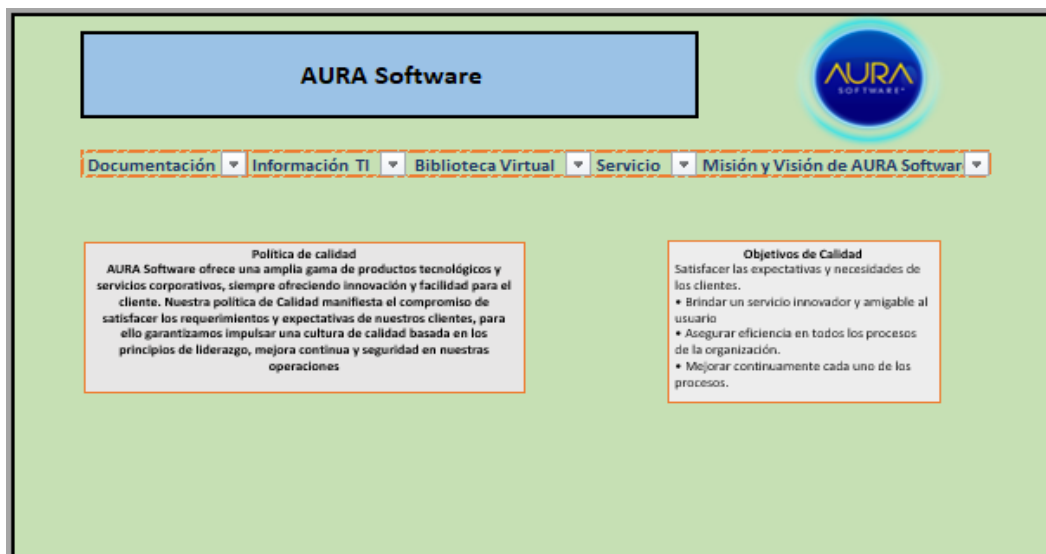 AURA Software
AURA
SOFTWARE
Documentación Información TI Biblioteca Virtual Servicio Misión y Visión de AURA Softwar
Política de calidad
AURA Software ofrece una amplia gama de productos tecnológicos y
servicios corporativos, siempre ofreciendo innovación y facilidad para el
cliente. Nuestra política de Calidad manifiesta el compromiso de
satisfacer los requerimientos y expectativas de nuestros clientes, para
ello garantizamos impulsar una cultura de calidad basada en los
principios de liderazgo, mejora continua y seguridad en nuestras
operaciones
Objetivos de Calidad
Satisfacer las expectativas y necesidades de
los clientes.
• Brindar un servicio innovador y amigable al
usuario
• Asegurar eficiencia en todos los procesos
de la organización.
• Mejorar continuamente cada uno de los
procesos.